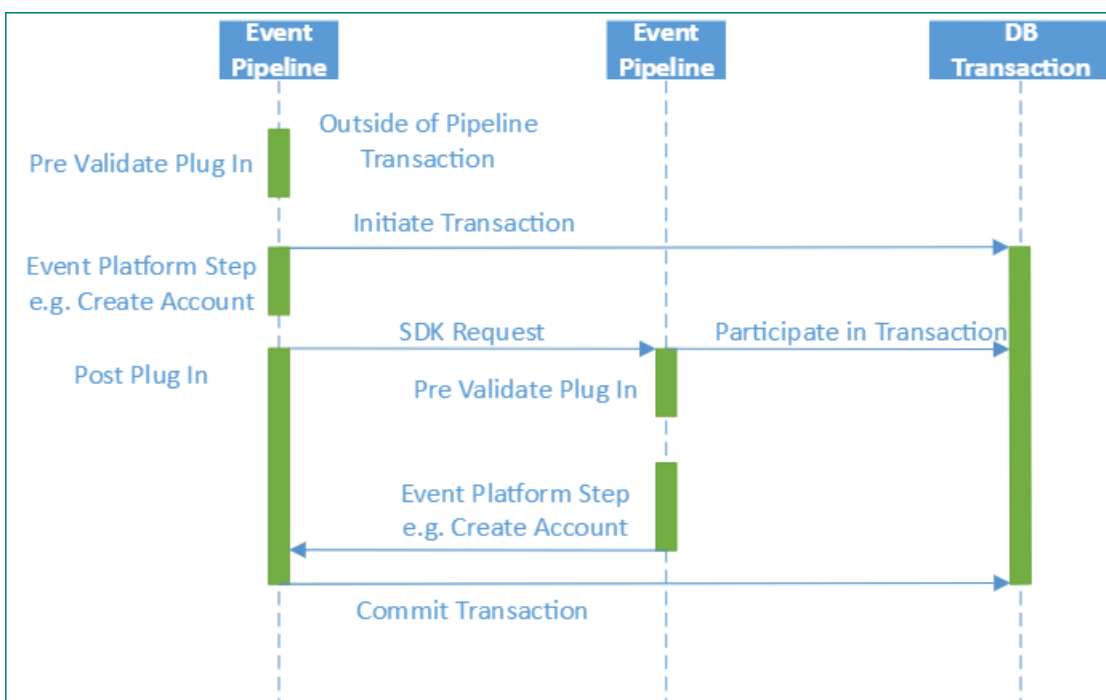 Event
Pipeline
Event
Pipeline
DB
Transaction
Outside of Pipeline
Transaction
Pre Validate Plug In
Initiate Transaction
Event Platform Step
e.g. Create Account
SDK Request
Participate in Transaction
Post Plug In
Pre Validate Plug In
Event Platform Step
e.g. Create Account
Commit Transaction